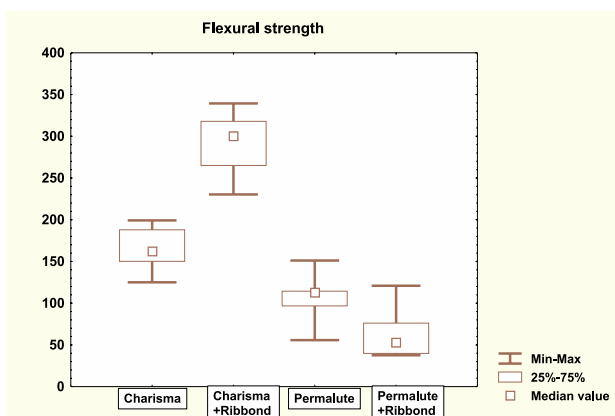 Flexural strength
400
350
300
250
200
150
100
50
0
Charisma
Charisma
+Ribbond
Permalute
Permalute
+Ribbond
Min-Max
25%-75%
Median value